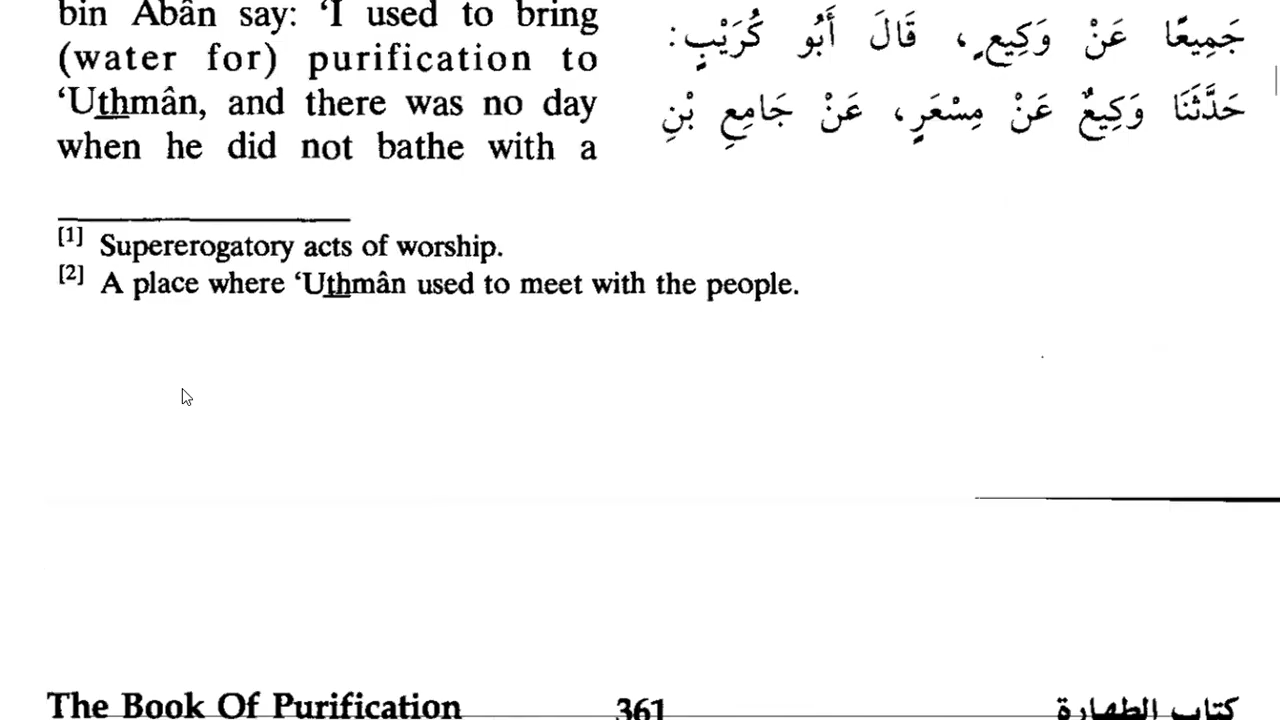 bin Abân say: ‘I used to bring
(water for) purification to
‘Uthmân, and there was no day
when he did not bathe with a
جَمِيعًا عَنْ وَكِيعٍ، قَالَ أَبُو كُرَيْبٍ:
حَدَّثَنَا وَكِيعٌ عَنْ مِسْعَرٍ، عَنْ جَامِعِ بْنِ
[1] Supererogatory acts of worship.
[2] A place where ‘Uthmân used to meet with the people.
The Book Of Purification 361 كتاب الطهارة